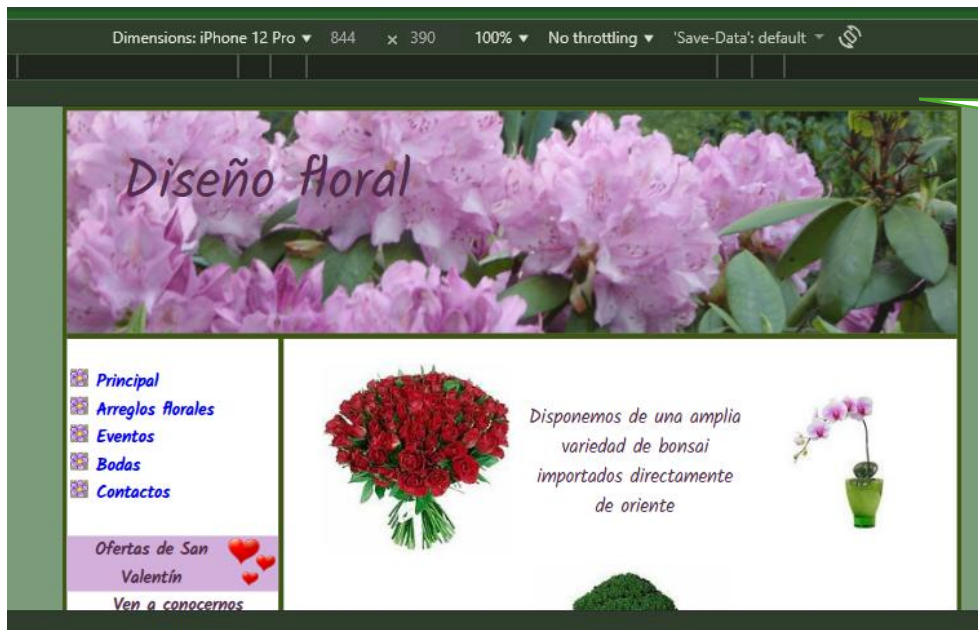 Dimensions: iPhone 12 Pro ▼ 844 × 390 100% ▼ No throttling ▼ 'Save-Data': default ▼
Diseño floral
Principal
Arreglos florales
Eventos
Bodas
Contactos
Ofertas de San
Valentín
Ven a conocernos
Disponemos de una amplia
variedad de bonsai
importados directamente
de oriente